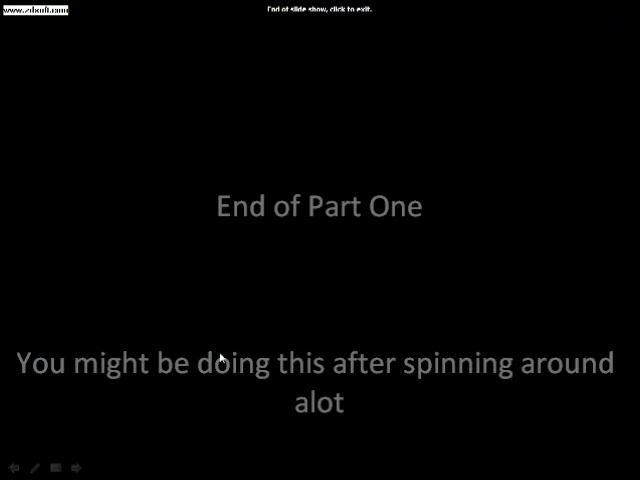 www.zdsoft.com
End of slide show, click to exit.
End of Part One
You might be doing this after spinning around
alot